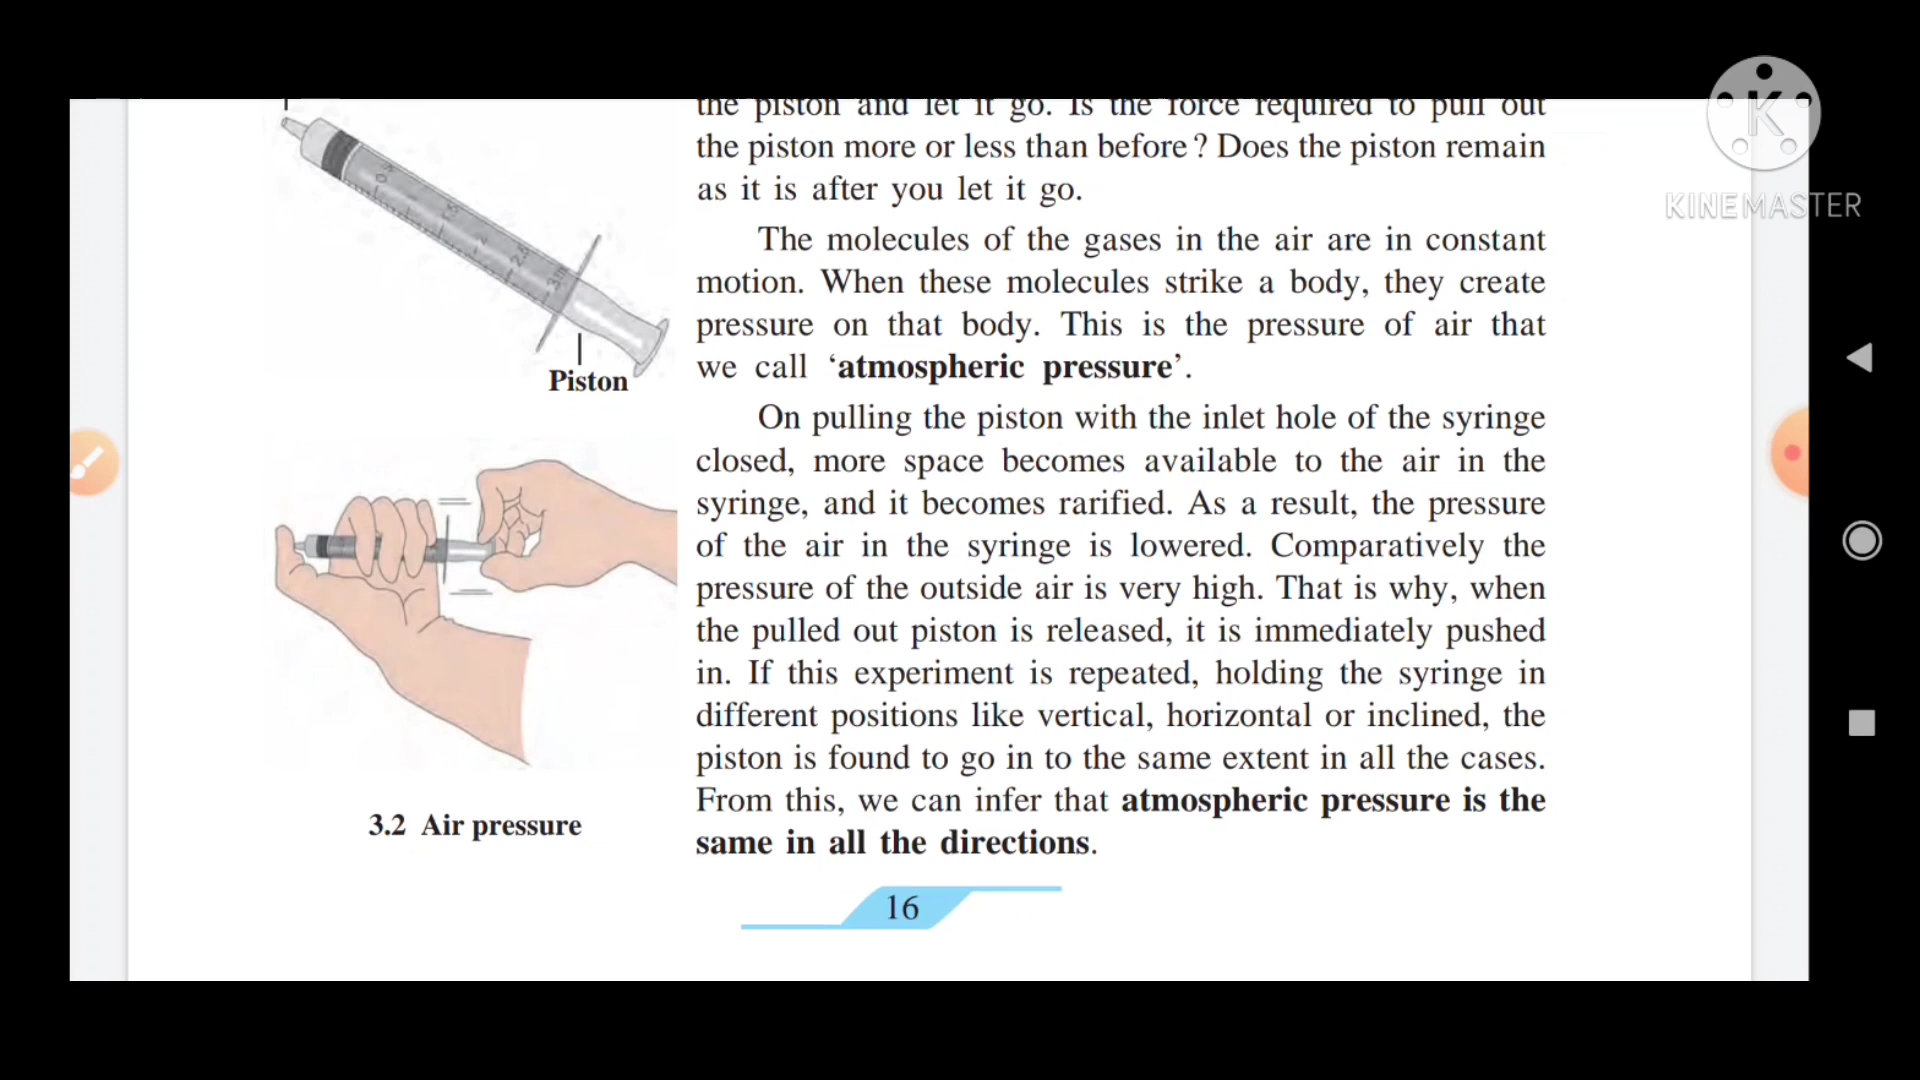 the piston and let it go. Is the force required to pull out
the piston more or less than before? Does the piston remain
as it is after you let it go.
The molecules of the gases in the air are in constant
motion. When these molecules strike a body, they create
pressure on that body. This is the pressure of air that
we call ‘atmospheric pressure’.
Piston
On pulling the piston with the inlet hole of the syringe
closed, more space becomes available to the air in the
syringe, and it becomes rarified. As a result, the pressure
of the air in the syringe is lowered. Comparatively the
pressure of the outside air is very high. That is why, when
the pulled out piston is released, it is immediately pushed
in. If this experiment is repeated, holding the syringe in
different positions like vertical, horizontal or inclined, the
piston is found to go in to the same extent in all the cases.
From this, we can infer that atmospheric pressure is the
same in all the directions.
3.2 Air pressure
16
K
KINEMASTER